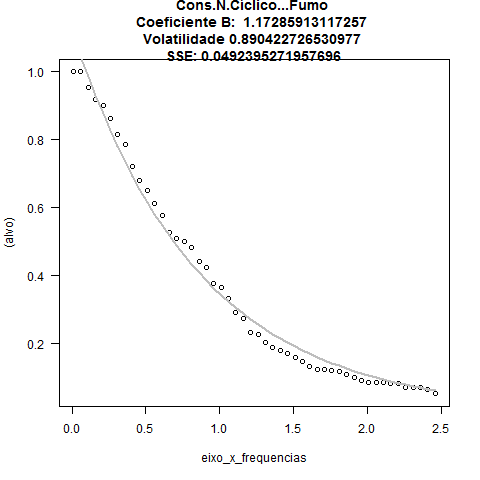 Cons.N.Ciclico...Fumo
Coeficiente B:  1.17285913117257
Volatilidade 0.890422726530977
SSE: 0.0492395271957696
1.0
0.8
0.6
0.4
0.2
(alvo)
0.0 0.5 1.0 1.5 2.0 2.5
eixo_x_frequencias